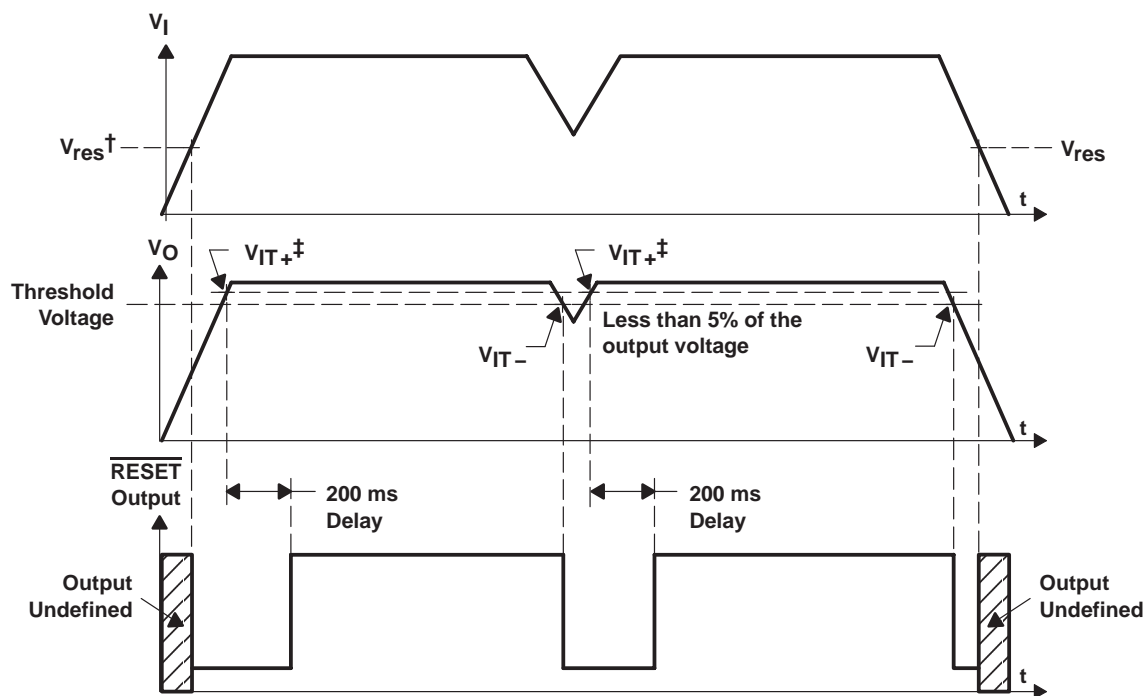 VI
Vres†
Vres
t
VO
VIT+‡
VIT+‡
Threshold
Voltage
Less than 5% of the
output voltage
VIT–
VIT–
t
RESET
Output
200 ms
Delay
200 ms
Delay
Output
Undefined
Output
Undefined
t